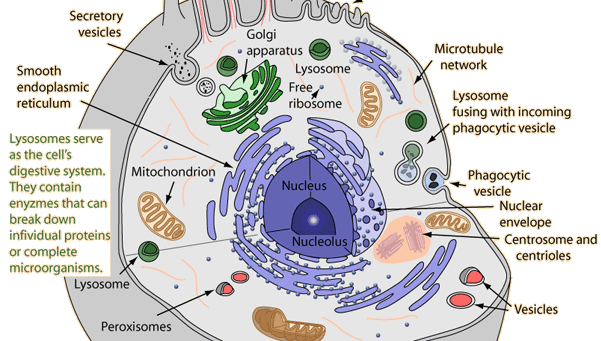 Secretory
vesicles
Golgi
apparatus
Lysosome
Free
ribosome
Microtubule
network
Smooth
endoplasmic
reticulum
Lysosome
fusing with incoming
phagocytic vesicle
Lysosomes serve
as the cell's
digestive system.
They contain
enyzmes that can
break down
infividual proteins
or complete
microorganisms.
Mitochondrion
Nucleus
Nucleolus
Phagocytic
vesicle
Nuclear
envelope
Centrosome and
centrioles
Lysosome
Peroxisomes
Vesicles